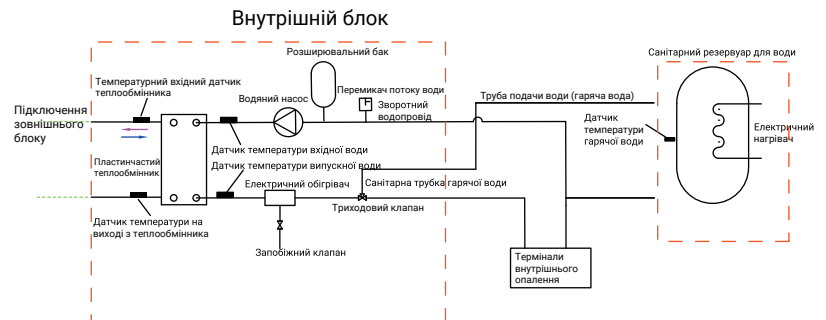 Внутрішній блок
Розширювальний бак
Санітарний резервуар для води
Температурний вхідний датчик
теплообмінника
Водяний насос
Перемикач потоку води
Зворотний
водопровід
Труба подачи води (гаряча вода)
Підключення
зовнішнього
блоку
Датчик
температури
гарячої води
Електричний
нагрівач
Датчик температури вхідної води
Пластинчастий
теплообмінник
Датчик температури випускної води
Електричний обігрівач
Санітарна трубка гарячої води
Триходовий клапан
Датчик температури на
виході з теплообмінника
Запобіжний клапан
Термінали
внутрішнього
опалення